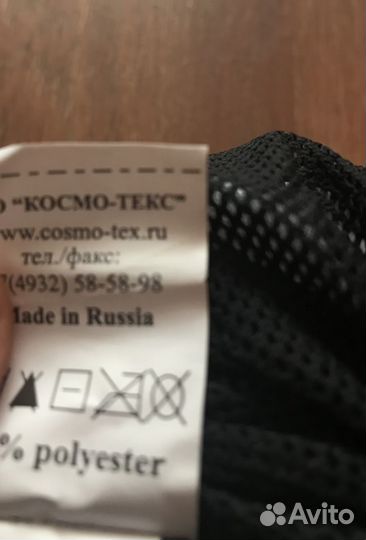 "КОСМО-ТЕКС"
www.cosmo-tex.ru
тел./факс:
(4932) 58-58-98
Made in Russia
% polyester
Avito